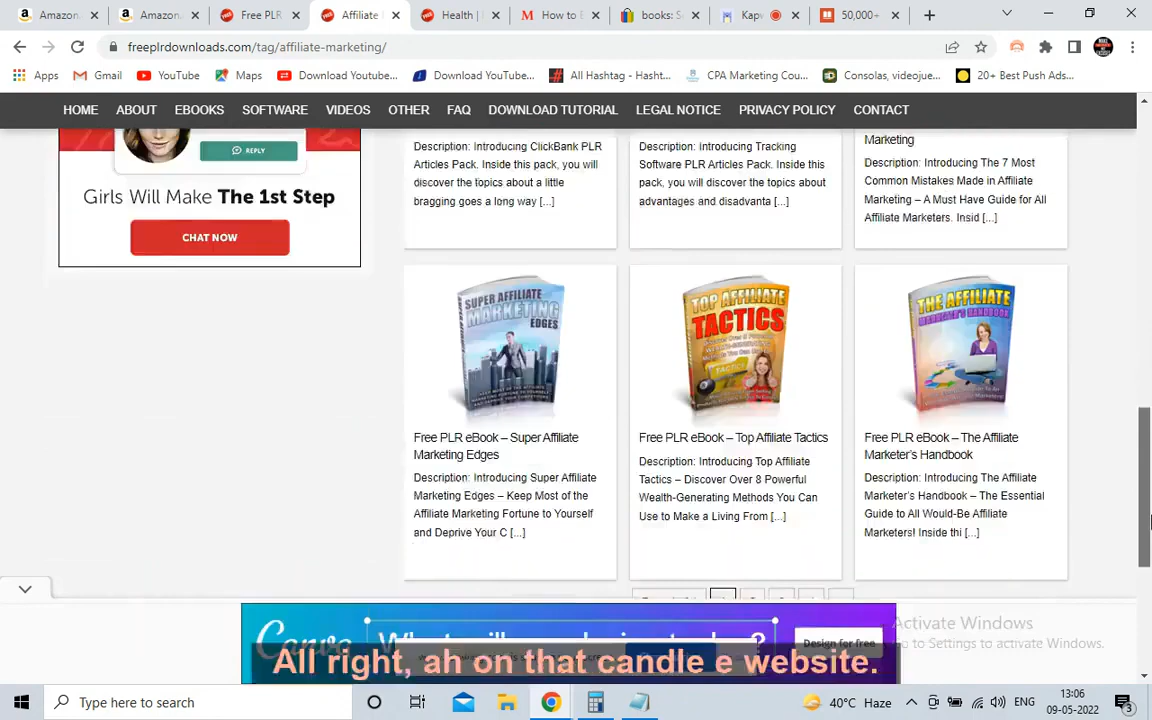 Amazon.
Amazon.
Free PLR
Affiliate
Health |
How to E
books: S
Kapw
50,000+
freeplrdownloads.com/tag/affiliate-marketing/
Apps
Gmail
YouTube
Maps
Download Youtube...
Download YouTube...
All Hashtag - Hasht...
CPA Marketing Cou...
Consolas, videojue...
20+ Best Push Ads...
HOME
ABOUT
EBOOKS
SOFTWARE
VIDEOS
OTHER
FAQ
DOWNLOAD TUTORIAL
LEGAL NOTICE
PRIVACY POLICY
CONTACT
REPLY
Girls Will Make The 1st Step
CHAT NOW
Description: Introducing ClickBank PLR
Articles Pack. Inside this pack, you will
discover the topics about a little
bragging goes a long way [...]
Description: Introducing Tracking
Software PLR Articles Pack. Inside this
pack, you will discover the topics about
advantages and disadvanta [...]
Marketing
Description: Introducing The 7 Most
Common Mistakes Made in Affiliate
Marketing – A Must Have Guide for All
Affiliate Marketers. Insid [...]
SUPER AFFILIATE
MARKETING
EDGES
TOP AFFILIATE
TACTICS
THE AFFILIATE
MARKETER'S HANDBOOK
Free PLR eBook – Super Affiliate
Marketing Edges
Description: Introducing Super Affiliate
Marketing Edges – Keep Most of the
Affiliate Marketing Fortune to Yourself
and Deprive Your C [...]
Free PLR eBook – Top Affiliate Tactics
Description: Introducing Top Affiliate
Tactics – Discover Over 8 Powerful
Wealth-Generating Methods You Can
Use to Make a Living From [...]
Free PLR eBook – The Affiliate
Marketer's Handbook
Description: Introducing The Affiliate
Marketer's Handbook – The Essential
Guide to All Would-Be Affiliate
Marketers! Inside thi [...]
Canva
Design for free
Activate Windows
Go to Settings to activate Windows.
All right, ah on that candle e website.
Type here to search
40°C Haze
ENG
13:06
09-05-2022
3